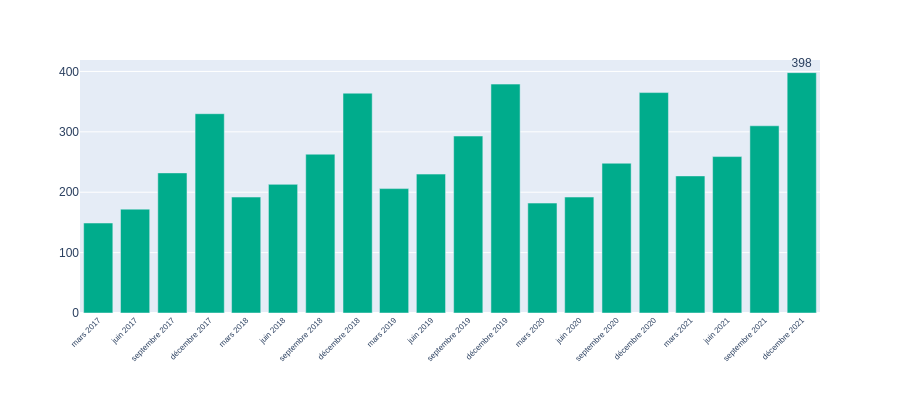 398
400
300
200
100
0
mars 2017
juin 2017
septembre 2017
décembre 2017
mars 2018
juin 2018
septembre 2018
décembre 2018
mars 2019
juin 2019
septembre 2019
décembre 2019
mars 2020
juin 2020
septembre 2020
décembre 2020
mars 2021
juin 2021
septembre 2021
décembre 2021